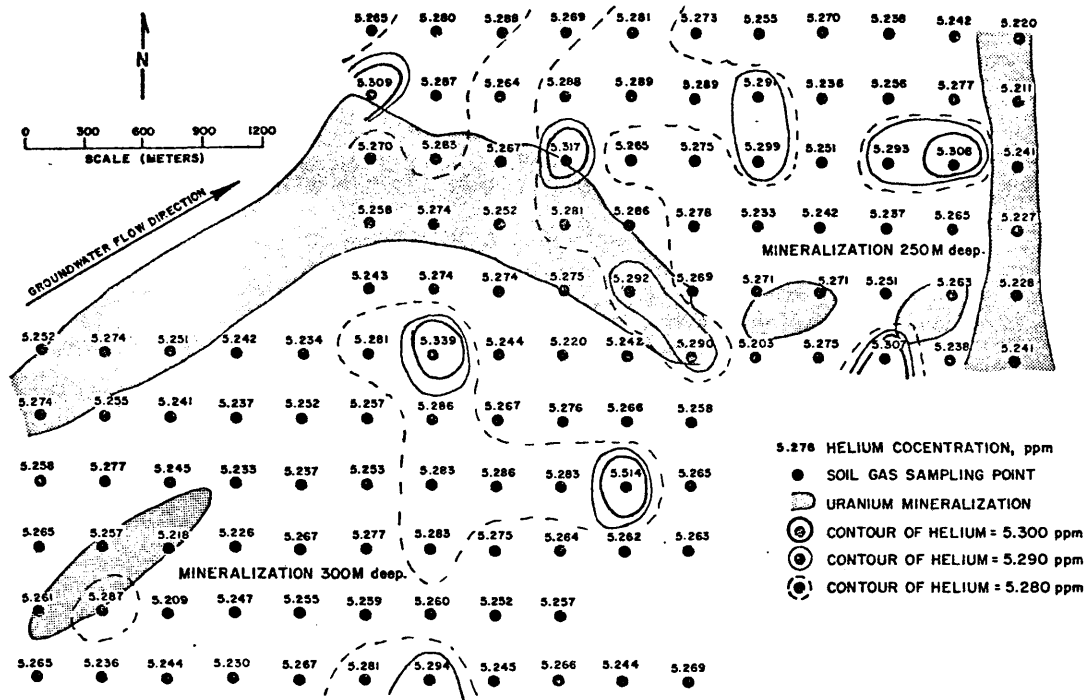 5.265 5.280 5.288 5.269 5.281 5.273 5.255 5.270 5.236 5.242 5.220
N
5.309 5.287 5.264 5.288 5.289 5.289 5.291 5.236 5.256 5.277 5.211
0 400 600 1200
SCALE (METERS)
5.270 5.283 5.267 5.317 5.265 5.275 5.299 5.251 5.293 5.308 5.241
GROUNDWATER FLOW DIRECTION
5.258 5.274 5.252 5.281 5.286 5.278 5.233 5.242 5.237 5.265 5.227
MINERALIZATION 250M deep.
5.243 5.274 5.274 5.275 5.292 5.269 5.271 5.271 5.251 5.263 5.228
5.252 5.274 5.251 5.242 5.234 5.281 5.339 5.244 5.220 5.242 5.290 5.203 5.275 5.307 5.238 5.241
5.274 5.255 5.241 5.237 5.252 5.257 5.286 5.267 5.276 5.266 5.258
5.258 5.277 5.245 5.233 5.237 5.253 5.283 5.286 5.283 5.514 5.265
5.265 5.257 5.218 5.226 5.267 5.277 5.283 5.275 5.264 5.262 5.263
MINERALIZATION 300M deep.
5.261 5.287 5.209 5.247 5.255 5.259 5.260 5.252 5.257
5.265 5.236 5.244 5.230 5.267 5.281 5.294 5.245 5.266 5.244 5.269
5.276 HELIUM COCENTRATION, ppm
SOIL GAS SAMPLING POINT
URANIUM MINERALIZATION
CONTOUR OF HELIUM = 5.300 ppm
CONTOUR OF HELIUM = 5.290 ppm
CONTOUR OF HELIUM = 5.280 ppm